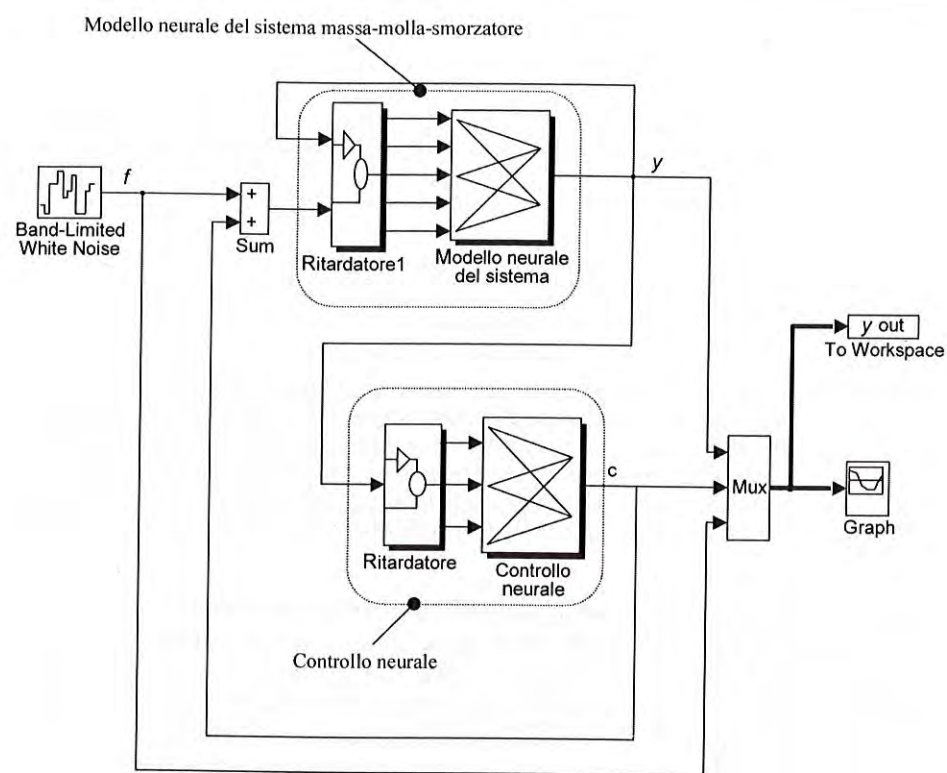 Modello neurale del sistema massa-molla-smorzatore
f
Band-Limited
White Noise
+
+
Sum
Ritardatore1
Modello neurale
del sistema
y
y out
To Workspace
Ritardatore
Controllo
neurale
c
Mux
Graph
Controllo neurale